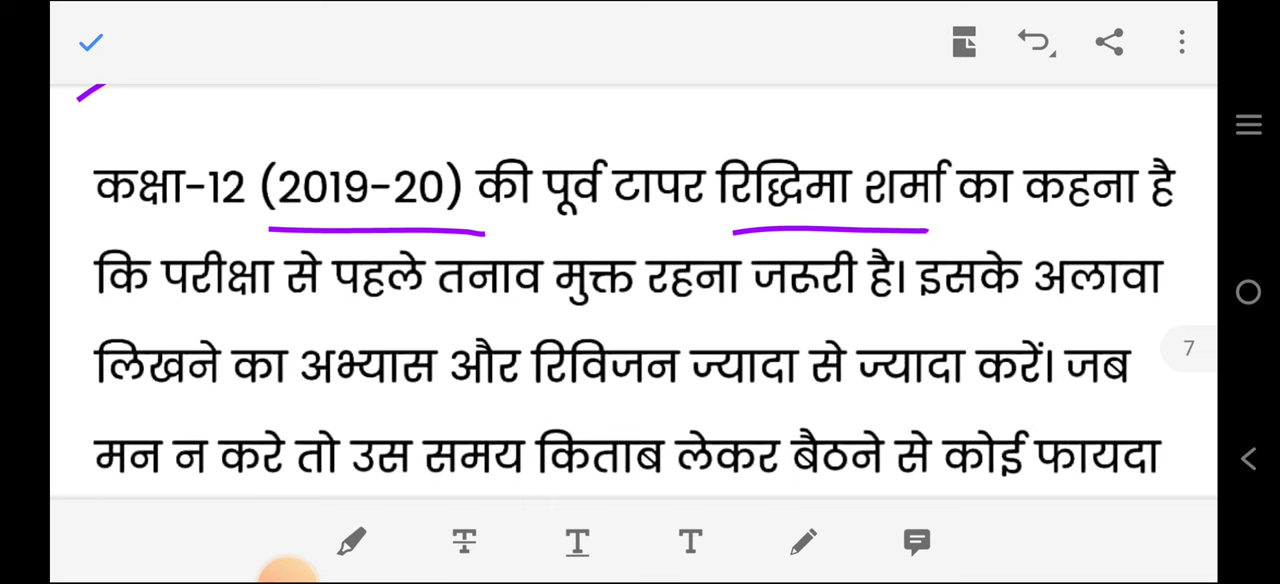 कक्षा-12 (2019-20) की पूर्व टापर रिद्धिमा शर्मा का कहना है
कि परीक्षा से पहले तनाव मुक्त रहना जरूरी है। इसके अलावा
लिखने का अभ्यास और रिविजन ज्यादा से ज्यादा करें। जब
7
मन न करे तो उस समय किताब लेकर बैठने से कोई फायदा